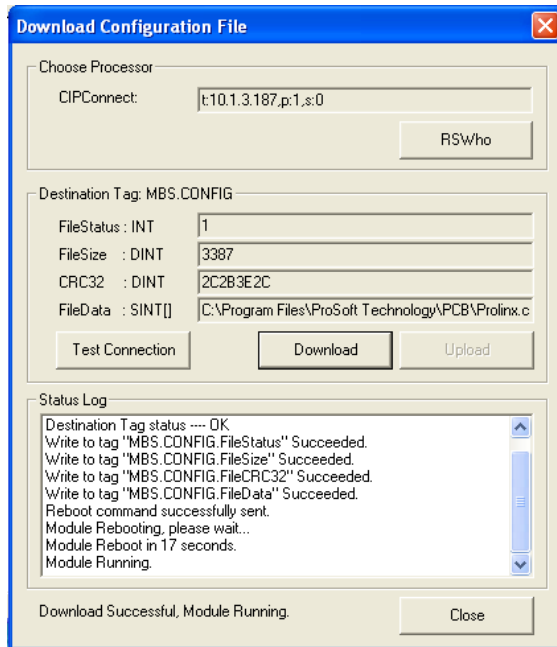 Download Configuration File
Choose Processor
CIPConnect: t:10.1.3.187,p:1,s:0
RSWho
Destination Tag: MBS.CONFIG
FileStatus : INT 1
FileSize : DINT 3387
CRC32 : DINT 2C2B3E2C
FileData : SINT[] C:\Program Files\ProSoft Technology\PCB\Prolinx.c
Test Connection Download Upload
Status Log
Destination Tag status ---- OK
Write to tag "MBS.CONFIG.FileStatus" Succeeded.
Write to tag "MBS.CONFIG.FileSize" Succeeded.
Write to tag "MBS.CONFIG.FileCRC32" Succeeded.
Write to tag "MBS.CONFIG.FileData" Succeeded.
Reboot command successfully sent.
Module Rebooting, please wait...
Module Reboot in 17 seconds.
Module Running.
Download Successful, Module Running. Close